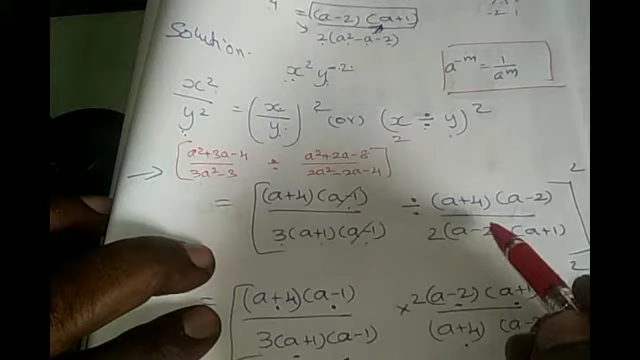 = (a-2) (a+1)
2(a²-a-2)
Solution.
x² y⁻²
a⁻ᵐ = 1/aᵐ
x²/y² = (x/y)² (or) (x ÷ y)²
→ [a²+3a-4/3a²-3 ÷ a²+2a-8/2a²-2a-4]²
= [(a+4)(a-1)/3(a+1)(a-1) ÷ (a+4)(a-2)/2(a-2)(a+1)]²
= [(a+4)(a-1)/3(a+1)(a-1) × 2(a-2)(a+1)/(a+4)(a-2)]²